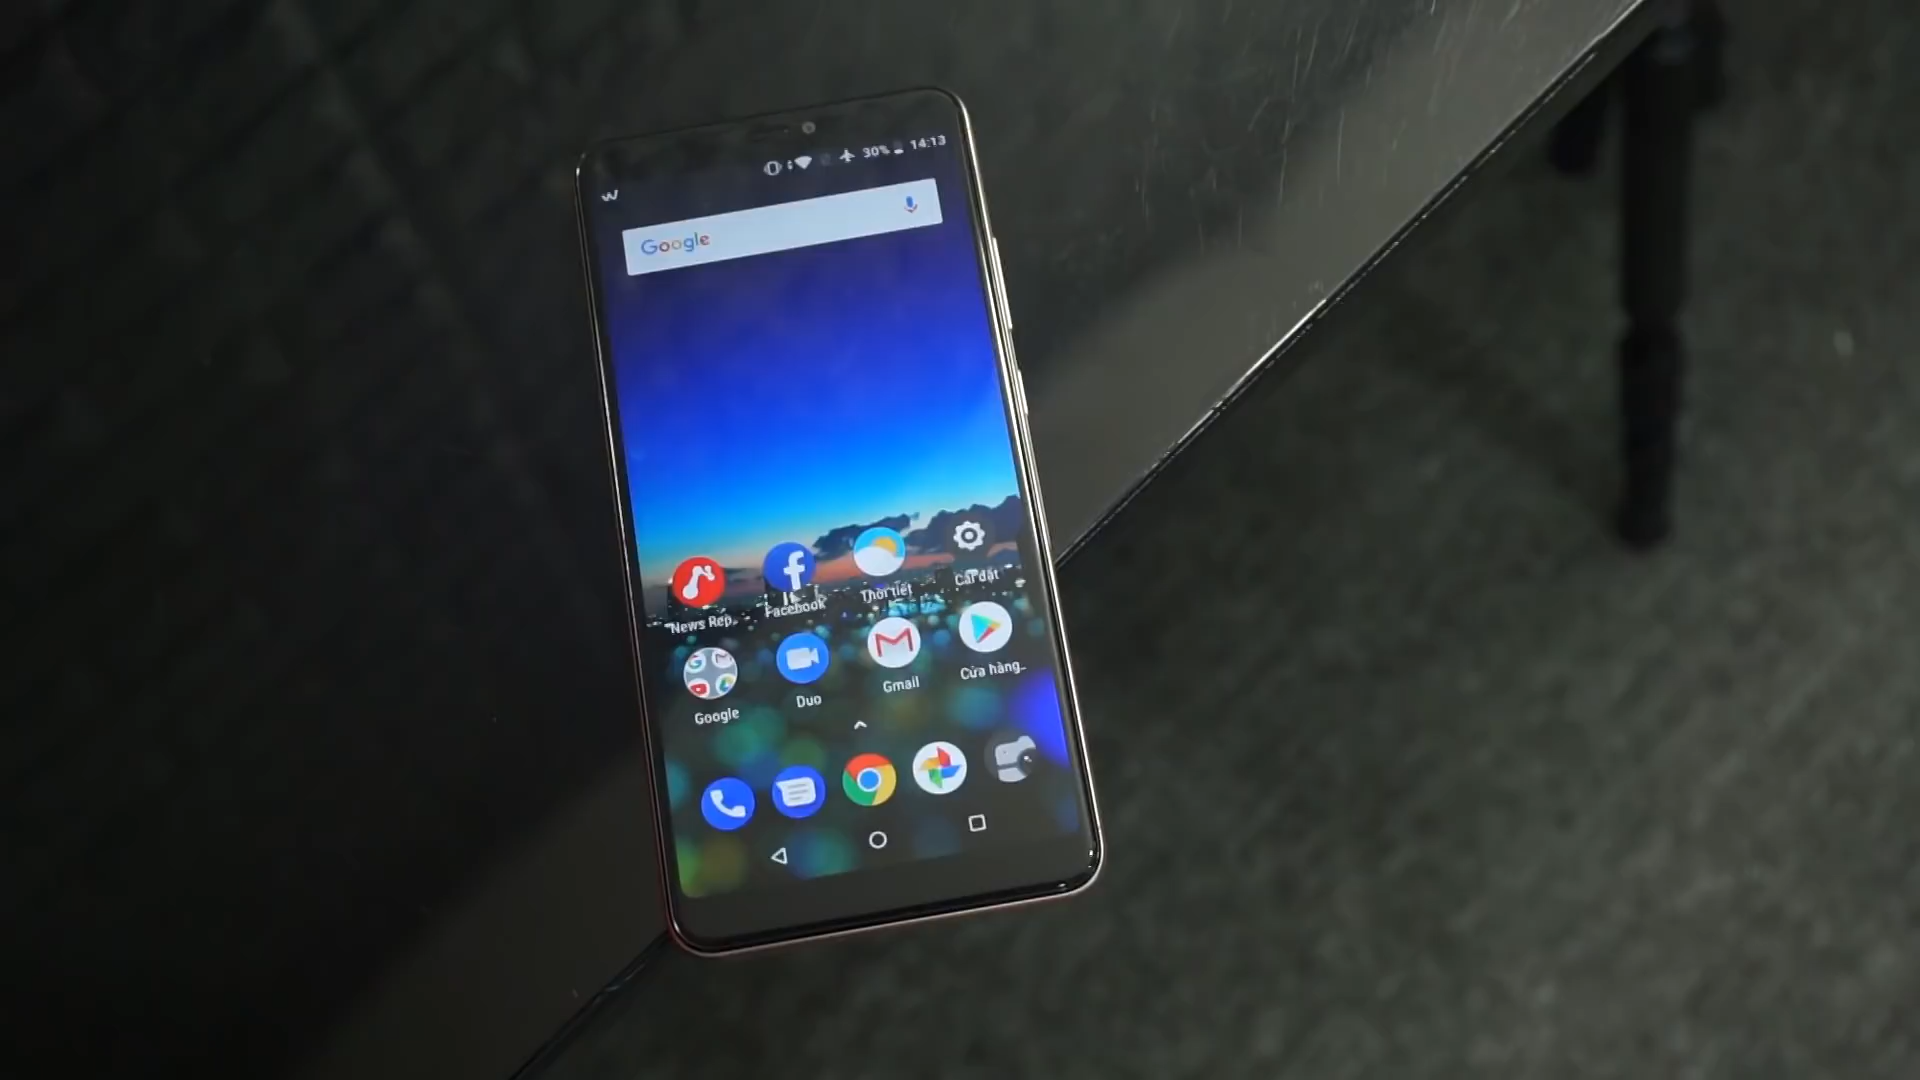 30% 14:13
Google
News Rep..
Facebook
Thời tiết
Cài đặt
Google
Duo
Gmail
Cửa hàng..